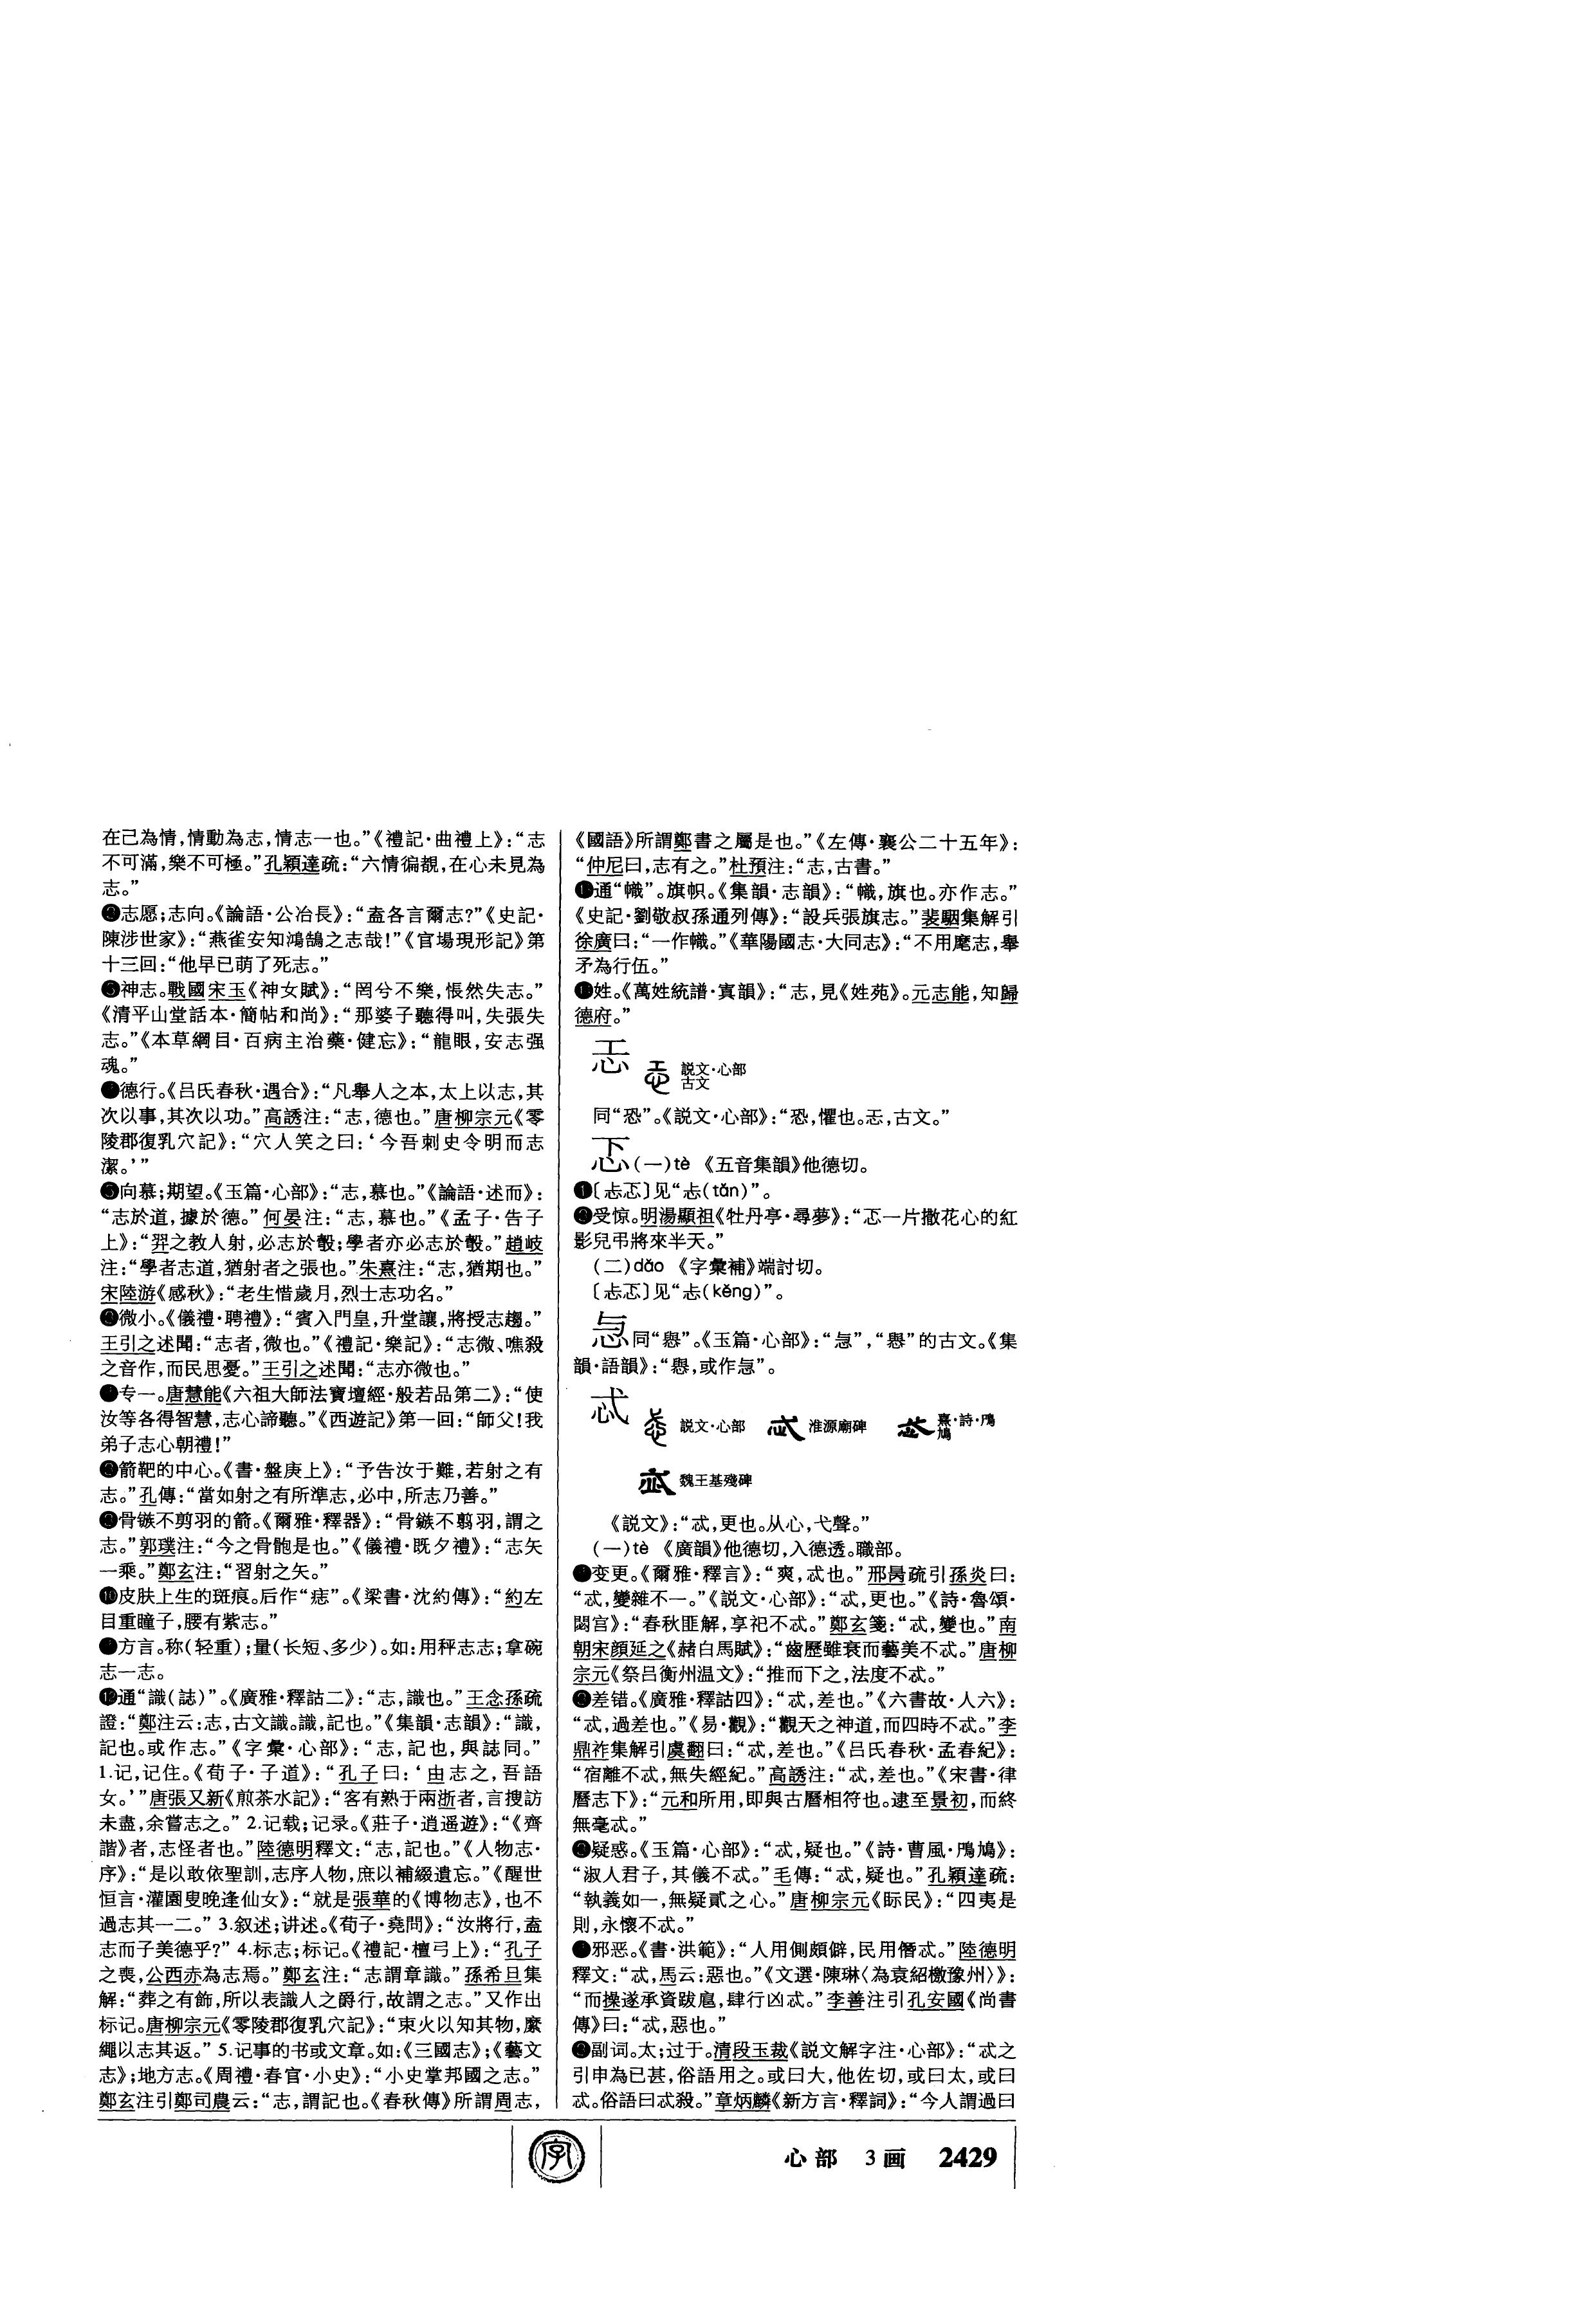 在己為情,情動為志,情志一也。”《禮記·曲禮上》:“志
不可滿,樂不可極。”孔穎達疏:“六情徧覩,在心未見為
志。”
❷志愿;志向。《論語·公冶長》:“盍各言爾志?”《史記·
陳涉世家》:“燕雀安知鴻鵠之志哉!”《官場現形記》第
十三回:“他早已萌了死志。”
❸神志。戰國宋玉《神女賦》:“罔兮不樂,悵然失志。”
《清平山堂話本·簡帖和尚》:“那婆子聽得叫,失張失
志。”《本草綱目·百病主治藥·健忘》:“龍眼,安志强
魂。”
❹德行。《吕氏春秋·遇合》:“凡舉人之本,太上以志,其
次以事,其次以功。”高誘注:“志,德也。”唐柳宗元《零
陵郡復乳穴記》:“穴人笑之曰:‘今吾刺史令明而志
潔。’”
❺向慕;期望。《玉篇·心部》:“志,慕也。”《論語·述而》:
“志於道,據於德。”何晏注:“志,慕也。”《孟子·告子
上》:“羿之教人射,必志於彀;學者亦必志於彀。”趙岐
注:“學者志道,猶射者之張也。”朱熹注:“志,猶期也。”
宋陸游《感秋》:“老生惜歲月,烈士志功名。”
❻微小。《儀禮·聘禮》:“賓入門皇,升堂讓,將授志趨。”
王引之述聞:“志者,微也。”《禮記·樂記》:“志微、噍殺
之音作,而民思憂。”王引之述聞:“志亦微也。”
❼专一。唐慧能《六祖大師法寶壇經·般若品第二》:“使
汝等各得智慧,志心諦聽。”《西遊記》第一回:“師父!我
弟子志心朝禮!”
❽箭靶的中心。《書·盤庚上》:“予告汝于難,若射之有
志。”孔傳:“當如射之有所準志,必中,所志乃善。”
❾骨镞不剪羽的箭。《爾雅·釋器》:“骨鏃不翦羽,謂之
志。”郭璞注:“今之骨骲是也。”《儀禮·既夕禮》:“志矢
一乘。”鄭玄注:“習射之矢。”
❿皮肤上生的斑痕。后作“痣”。《梁書·沈約傳》:“約左
目重瞳子,腰有紫志。”
⓫方言。称(轻重);量(长短、多少)。如:用秤志志;拿碗
志一志。
⓬通“識(誌)”。《廣雅·釋詁二》:“志,識也。”王念孫疏
證:“鄭注云:志,古文識。識,記也。”《集韻·志韻》:“識,
記也。或作志。”《字彙·心部》:“志,記也,與誌同。”
1.记,记住。《荀子·子道》:“孔子曰:‘由志之,吾語
女。’”唐張又新《煎茶水記》:“客有熟于兩浙者,言搜訪
未盡,余嘗志之。” 2.记载;记录。《莊子·逍遥遊》:“《齊
諧》者,志怪者也。”陸德明釋文:“志,記也。”《人物志·
序》:“是以敢依聖訓,志序人物,庶以補綴遺忘。”《醒世
恒言·灌園叟晚逢仙女》:“就是張華的《博物志》,也不
過志其一二。” 3.叙述;讲述。《荀子·堯問》:“汝將行,盍
志而子美德乎?” 4.标志;标记。《禮記·檀弓上》:“孔子
之喪,公西赤為志焉。”鄭玄注:“志謂章識。”孫希旦集
解:“葬之有飾,所以表識人之爵行,故謂之志。”又作出
标记。唐柳宗元《零陵郡復乳穴記》:“束火以知其物,縻
繩以志其返。” 5.记事的书或文章。如:《三國志》;《藝文
志》;地方志。《周禮·春官·小史》:“小史掌邦國之志。”
鄭玄注引鄭司農云:“志,謂記也。《春秋傳》所謂周志,
《國語》所謂鄭書之屬是也。”《左傳·襄公二十五年》:
“仲尼曰,志有之。”杜預注:“志,古書。”
⓭通“幟”。旗帜。《集韻·志韻》:“幟,旗也。亦作志。”
《史記·劉敬叔孫通列傳》:“設兵張旗志。”裴駰集解引
徐廣曰:“一作幟。”《華陽國志·大同志》:“不用麾志,舉
矛為行伍。”
⓮姓。《萬姓統譜·寘韻》:“志,見《姓苑》。元志能,知歸
德府。”
㤟 説文·心部
古文
同“恐”。《説文·心部》:“恐,懼也。㤟,古文。”
忑(一)tè 《五音集韻》他德切。
❶〔忐忑〕见“忐(tǎn)”。
❷受惊。明湯顯祖《牡丹亭·尋夢》:“忑一片撒花心的紅
影兒弔將來半天。”
(二)dǎo 《字彙補》端討切。
〔忐忑〕见“忐(kěng)”。
㤙同“懇”。《玉篇·心部》:“㤙”,“懇”的古文。《集
韻·語韻》:“懇,或作㤙”。
忒 説文·心部 淮源廟碑 熹·詩·鳲
鳩
魏王基殘碑
《説文》:“忒,更也。从心,弋聲。”
(一)tè 《廣韻》他德切,入德透。職部。
❶变更。《爾雅·釋言》:“爽,忒也。”邢昺疏引孫炎曰:
“忒,變雜不一。”《説文·心部》:“忒,更也。”《詩·魯頌·
閟宫》:“春秋匪解,享祀不忒。”鄭玄箋:“忒,變也。”南
朝宋顔延之《赭白馬賦》:“齒歷雖衰而藝美不忒。”唐柳
宗元《祭吕衡州温文》:“推而下之,法度不忒。”
❷差错。《廣雅·釋詁四》:“忒,差也。”《六書故·人六》:
“忒,過差也。”《易·觀》:“觀天之神道,而四時不忒。”李
鼎祚集解引虞翻曰:“忒,差也。”《吕氏春秋·孟春紀》:
“宿離不忒,無失經紀。”高誘注:“忒,差也。”《宋書·律
曆志下》:“元和所用,即與古曆相符也。逮至景初,而終
無毫忒。”
❸疑惑。《玉篇·心部》:“忒,疑也。”《詩·曹風·鳲鳩》:
“淑人君子,其儀不忒。”毛傳:“忒,疑也。”孔穎達疏:
“執義如一,無疑貳之心。”唐柳宗元《眎民》:“四夷是
則,永懷不忒。”
❹邪恶。《書·洪範》:“人用側頗僻,民用僭忒。”陸德明
釋文:“忒,馬云:惡也。”《文選·陳琳〈為袁紹檄豫州〉》:
“而操遂承資跋扈,肆行凶忒。”李善注引孔安國《尚書
傳》曰:“忒,惡也。”
❺副词。太;过于。清段玉裁《説文解字注·心部》:“忒之
引申為已甚,俗語用之。或曰大,他佐切,或曰太,或曰
忒。俗語曰忒殺。”章炳麟《新方言·釋詞》:“今人謂過曰
心部 3画 2429